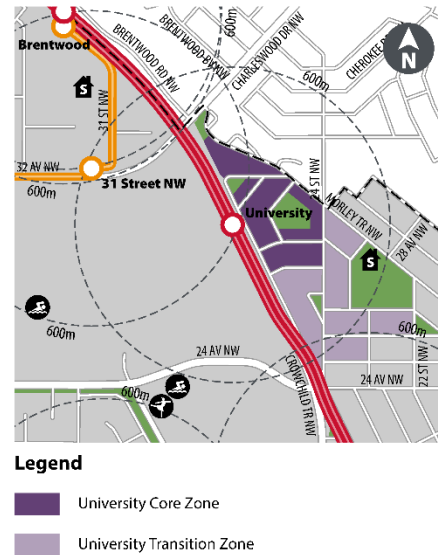 Brentwood
BRENTWOOD RD NW
BRENTWOOD BV NW
CHARLESWOOD DR NW
CHEROKEE DR
600m
N
S
31 ST NW
32 AV NW
600m
31 Street NW
24 ST NW
University
MORLEY TR NW
28 AV NW
S
600m
600m
24 AV NW
CROWCHILD TR NW
24 AV NW
22 ST NW
600m
Legend
University Core Zone
University Transition Zone